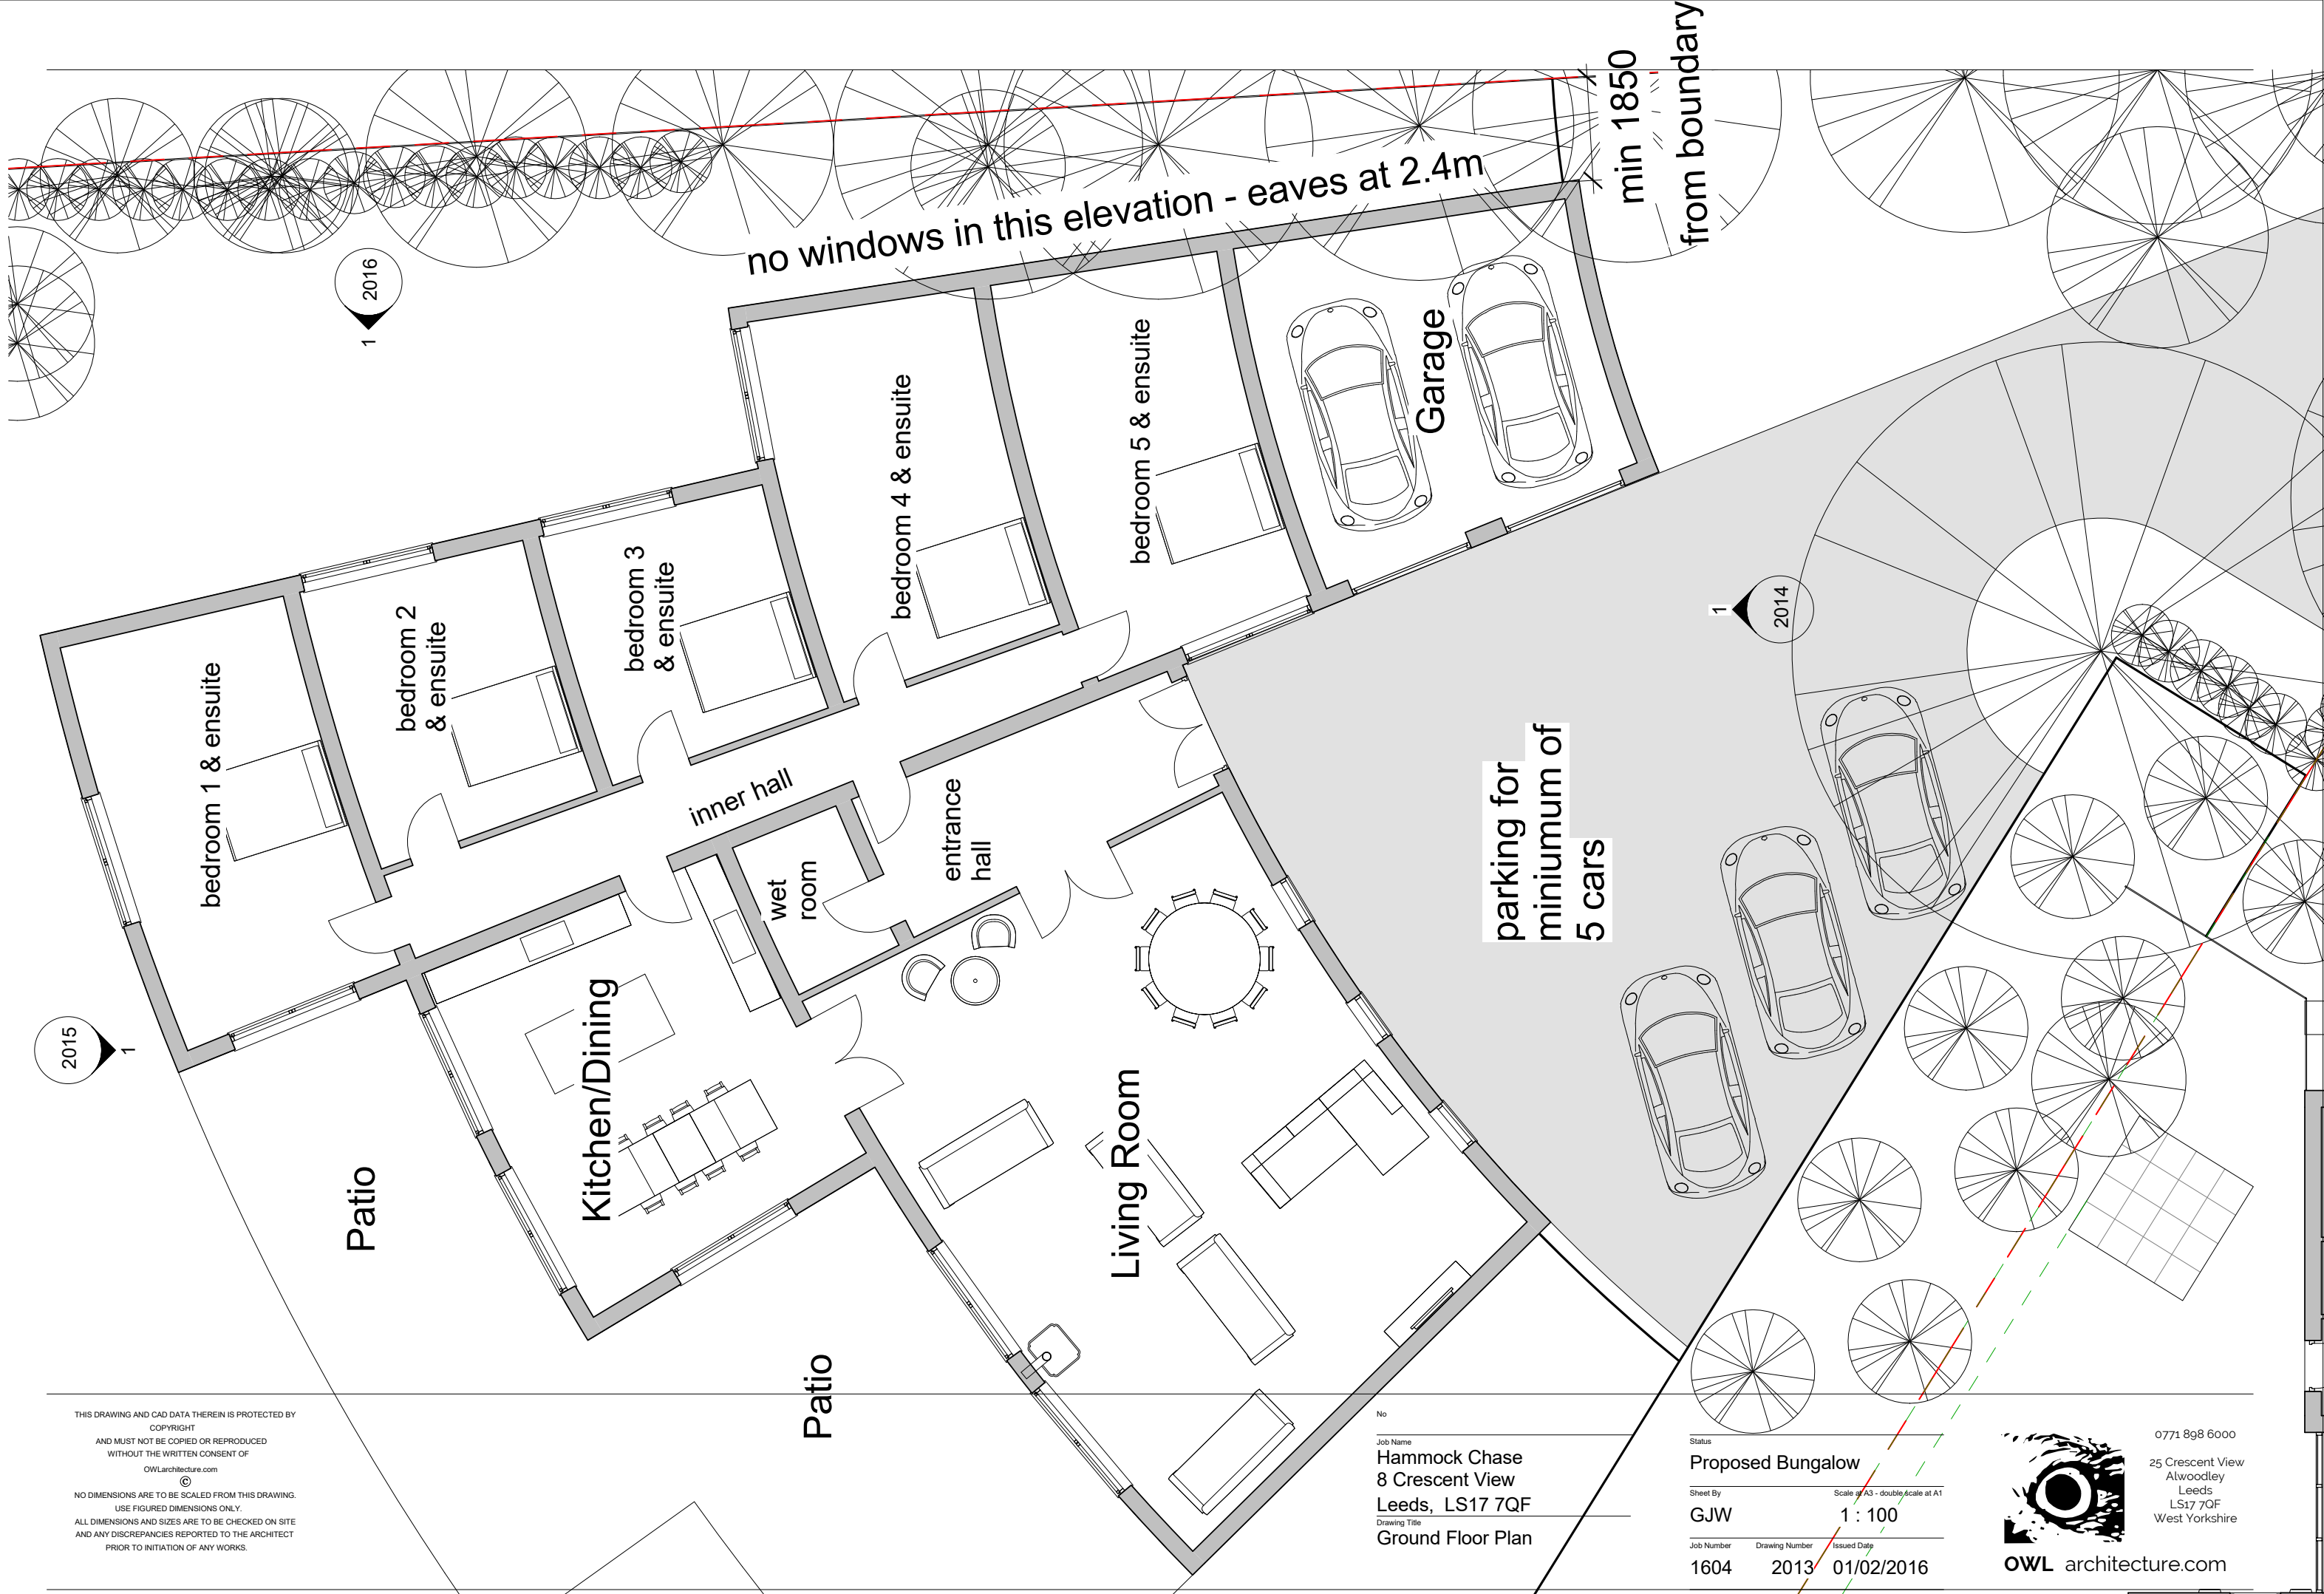 min 1850
from boundary
no windows in this elevation - eaves at 2.4m
2016
1
Garage
bedroom 5 & ensuite
bedroom 4 & ensuite
bedroom 3
& ensuite
bedroom 2
& ensuite
bedroom 1 & ensuite
inner hall
entrance
hall
wet
room
1
2014
parking for
miniumum of
5 cars
2015
1
Kitchen/Dining
Living Room
Patio
Patio
THIS DRAWING AND CAD DATA THEREIN IS PROTECTED BY
COPYRIGHT
AND MUST NOT BE COPIED OR REPRODUCED
WITHOUT THE WRITTEN CONSENT OF
OWLarchitecture.com
©
NO DIMENSIONS ARE TO BE SCALED FROM THIS DRAWING.
USE FIGURED DIMENSIONS ONLY.
ALL DIMENSIONS AND SIZES ARE TO BE CHECKED ON SITE
AND ANY DISCREPANCIES REPORTED TO THE ARCHITECT
PRIOR TO INITIATION OF ANY WORKS.
No
Job Name
Hammock Chase
8 Crescent View
Leeds, LS17 7QF
Drawing Title
Ground Floor Plan
Status
Proposed Bungalow
Sheet By
Scale at A3 - double scale at A1
GJW
1 : 100
Job Number
Drawing Number
Issued Date
1604
2013
01/02/2016
0771 898 6000
25 Crescent View
Alwoodley
Leeds
LS17 7QF
West Yorkshire
OWL architecture.com